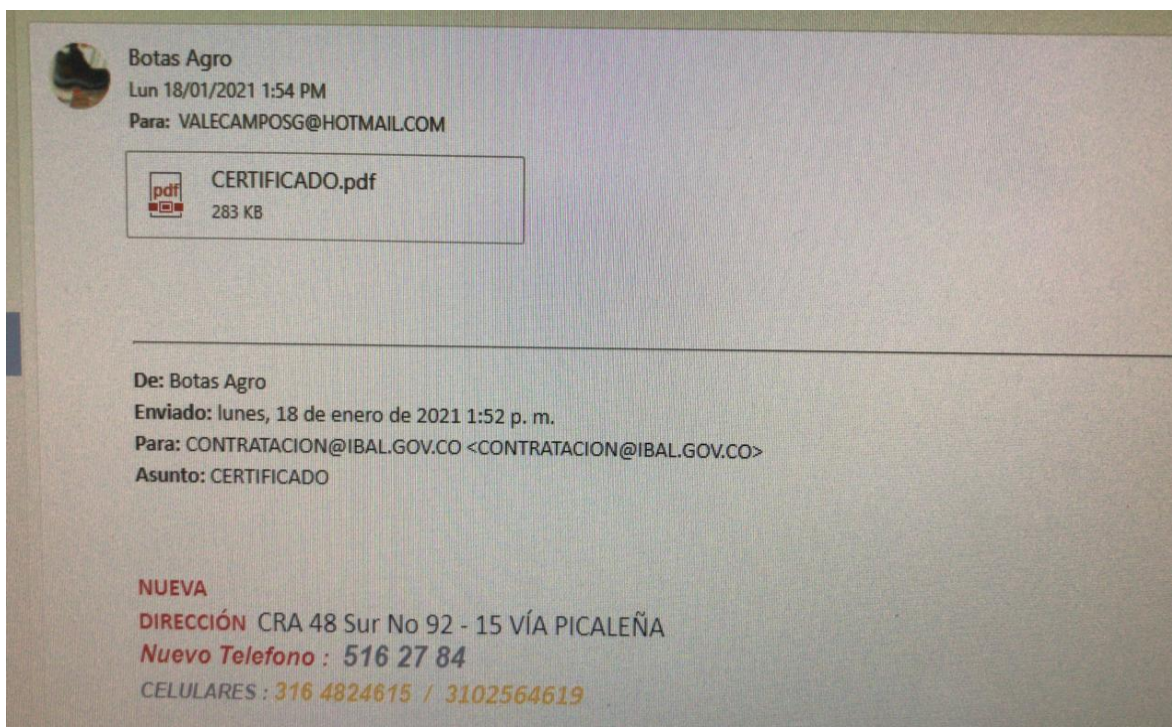 Botas Agro
Lun 18/01/2021 1:54 PM
Para: VALECAMPOSG@HOTMAIL.COM
pdf
CERTIFICADO.pdf
283 KB
De: Botas Agro
Enviado: lunes, 18 de enero de 2021 1:52 p. m.
Para: CONTRATACION@IBAL.GOV.CO <CONTRATACION@IBAL.GOV.CO>
Asunto: CERTIFICADO
NUEVA
DIRECCIÓN CRA 48 Sur No 92 - 15 VÍA PICALEÑA
Nuevo Telefono : 516 27 84
CELULARES : 316 4824615 / 3102564619